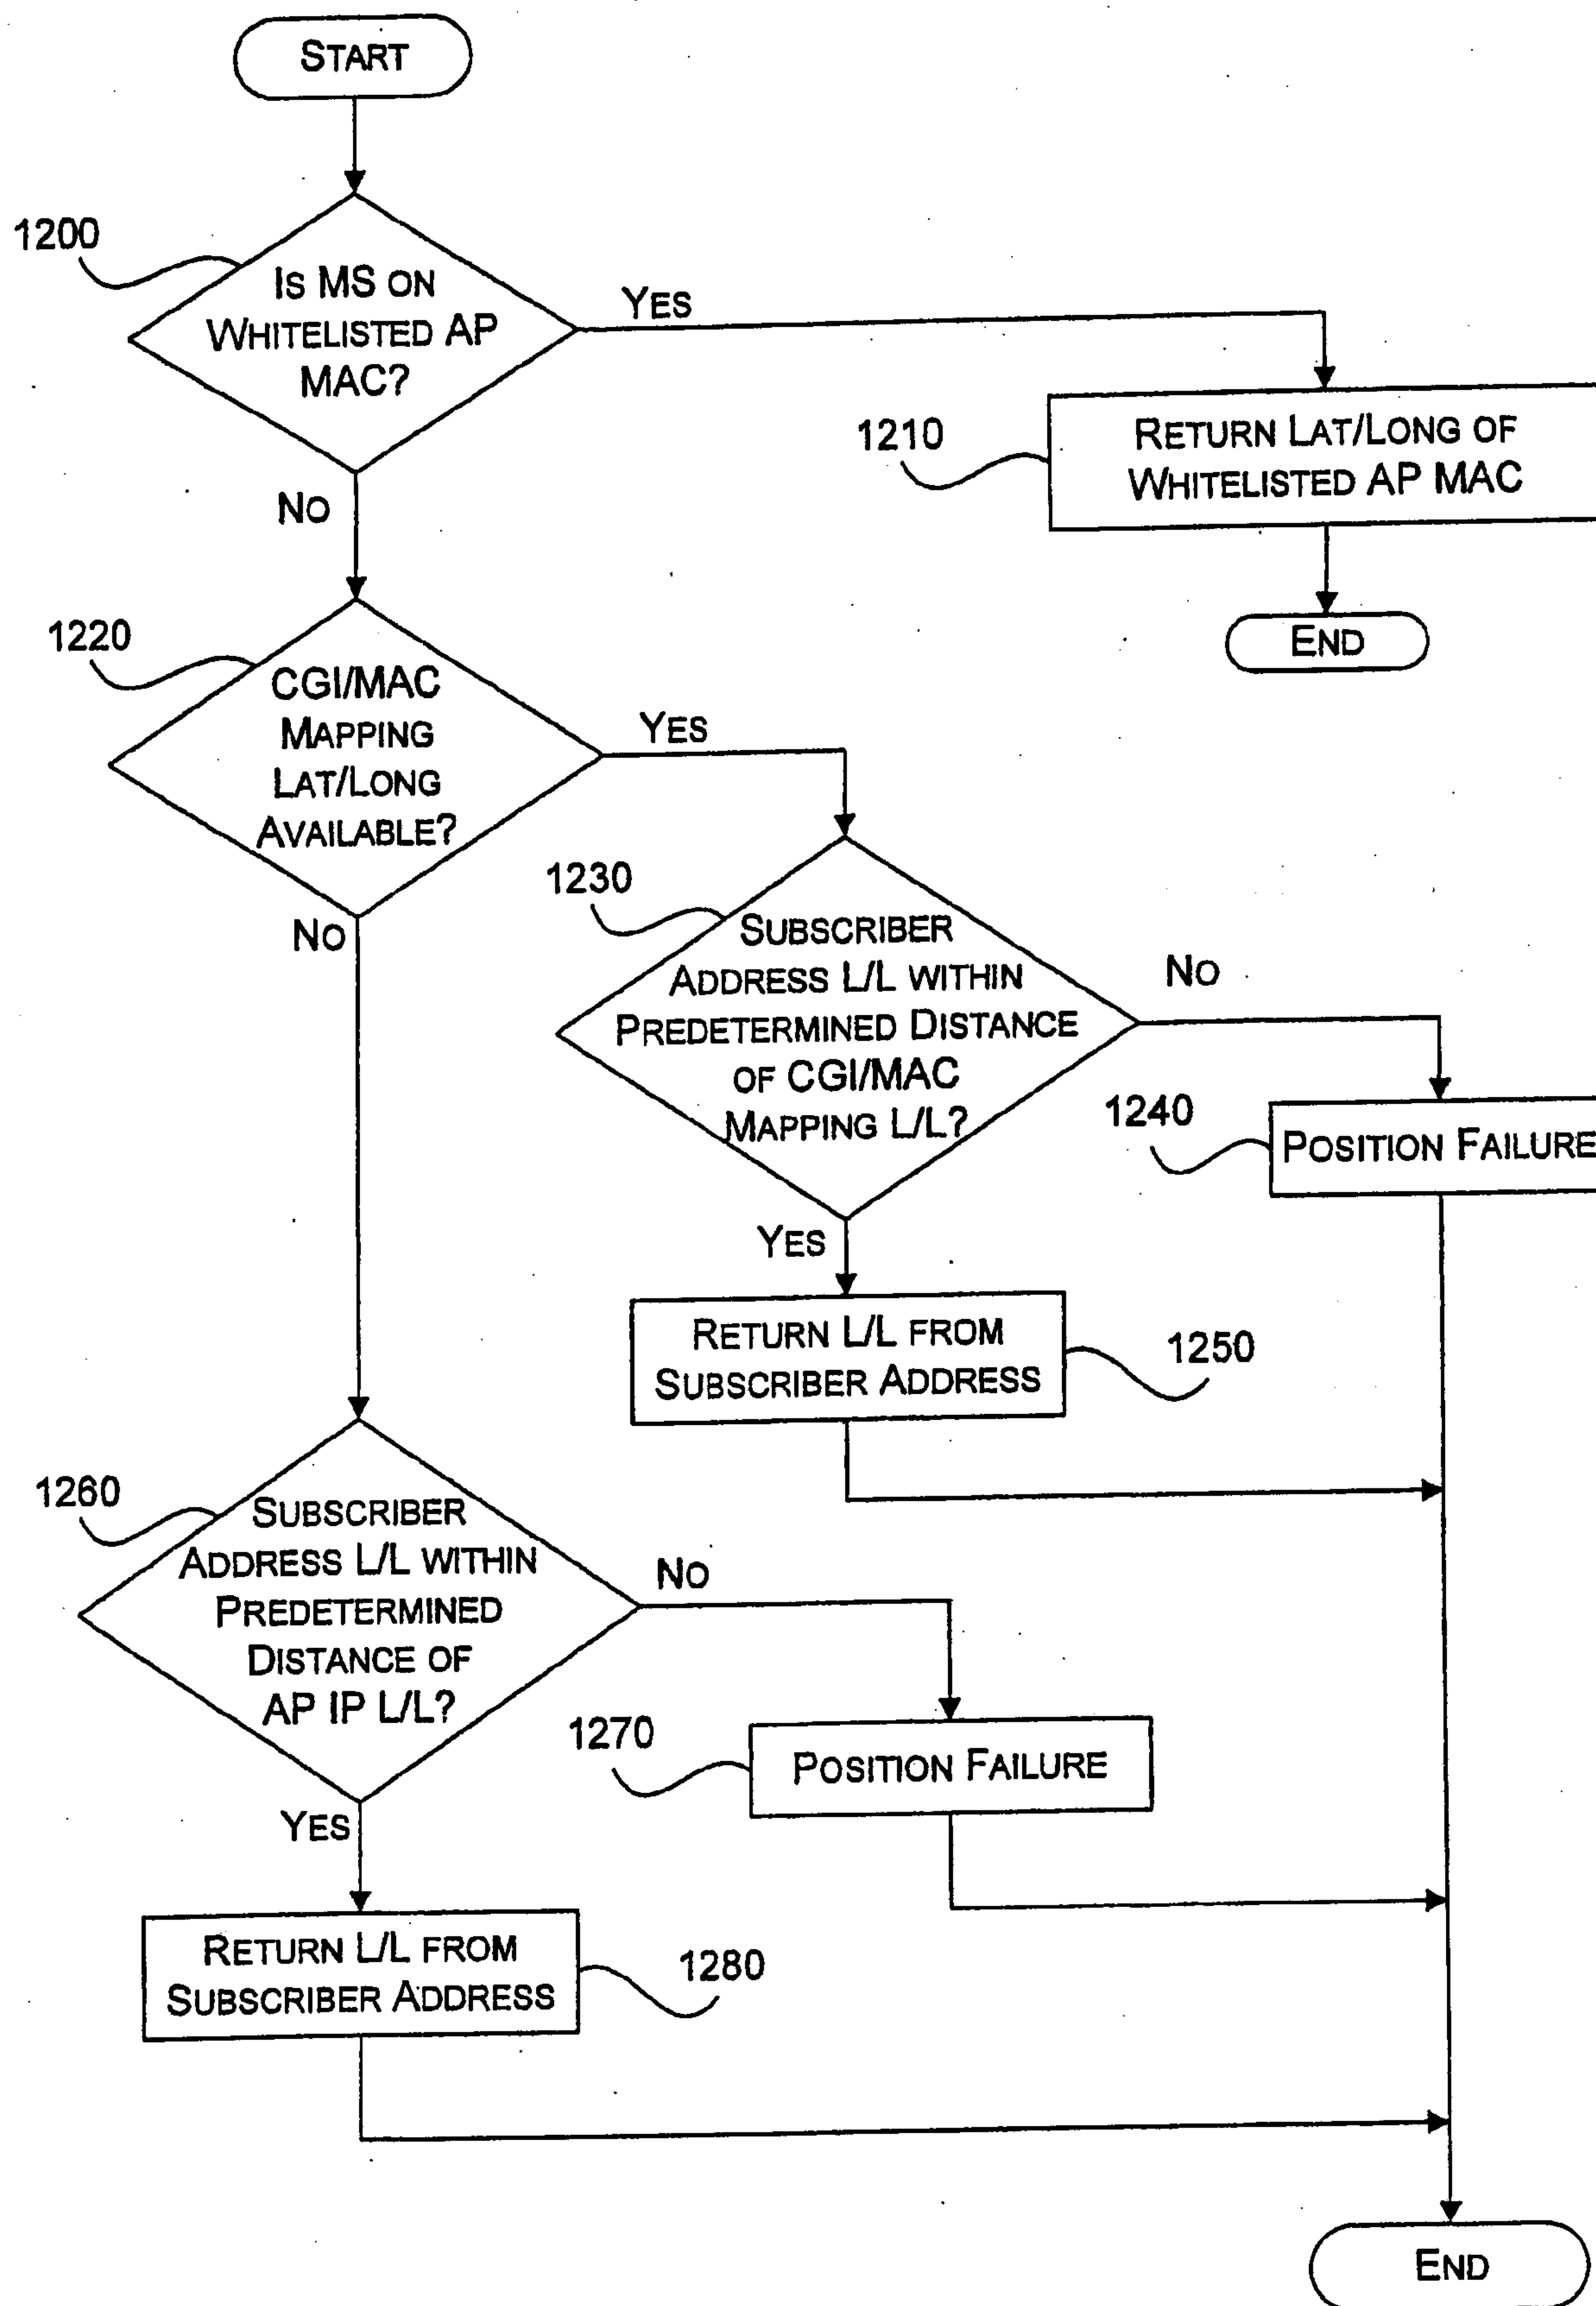 START
1200
IS MS ON
WHITELISTED AP
MAC?
YES
NO
1210
RETURN LAT/LONG OF
WHITELISTED AP MAC
END
1220
CGI/MAC
MAPPING
LAT/LONG
AVAILABLE?
YES
NO
1230
SUBSCRIBER
ADDRESS L/L WITHIN
PREDETERMINED DISTANCE
OF CGI/MAC
MAPPING L/L?
NO
1240
POSITION FAILURE
YES
RETURN L/L FROM
SUBSCRIBER ADDRESS
1250
1260
SUBSCRIBER
ADDRESS L/L WITHIN
PREDETERMINED
DISTANCE OF
AP IP L/L?
NO
1270
POSITION FAILURE
YES
RETURN L/L FROM
SUBSCRIBER ADDRESS
1280
END